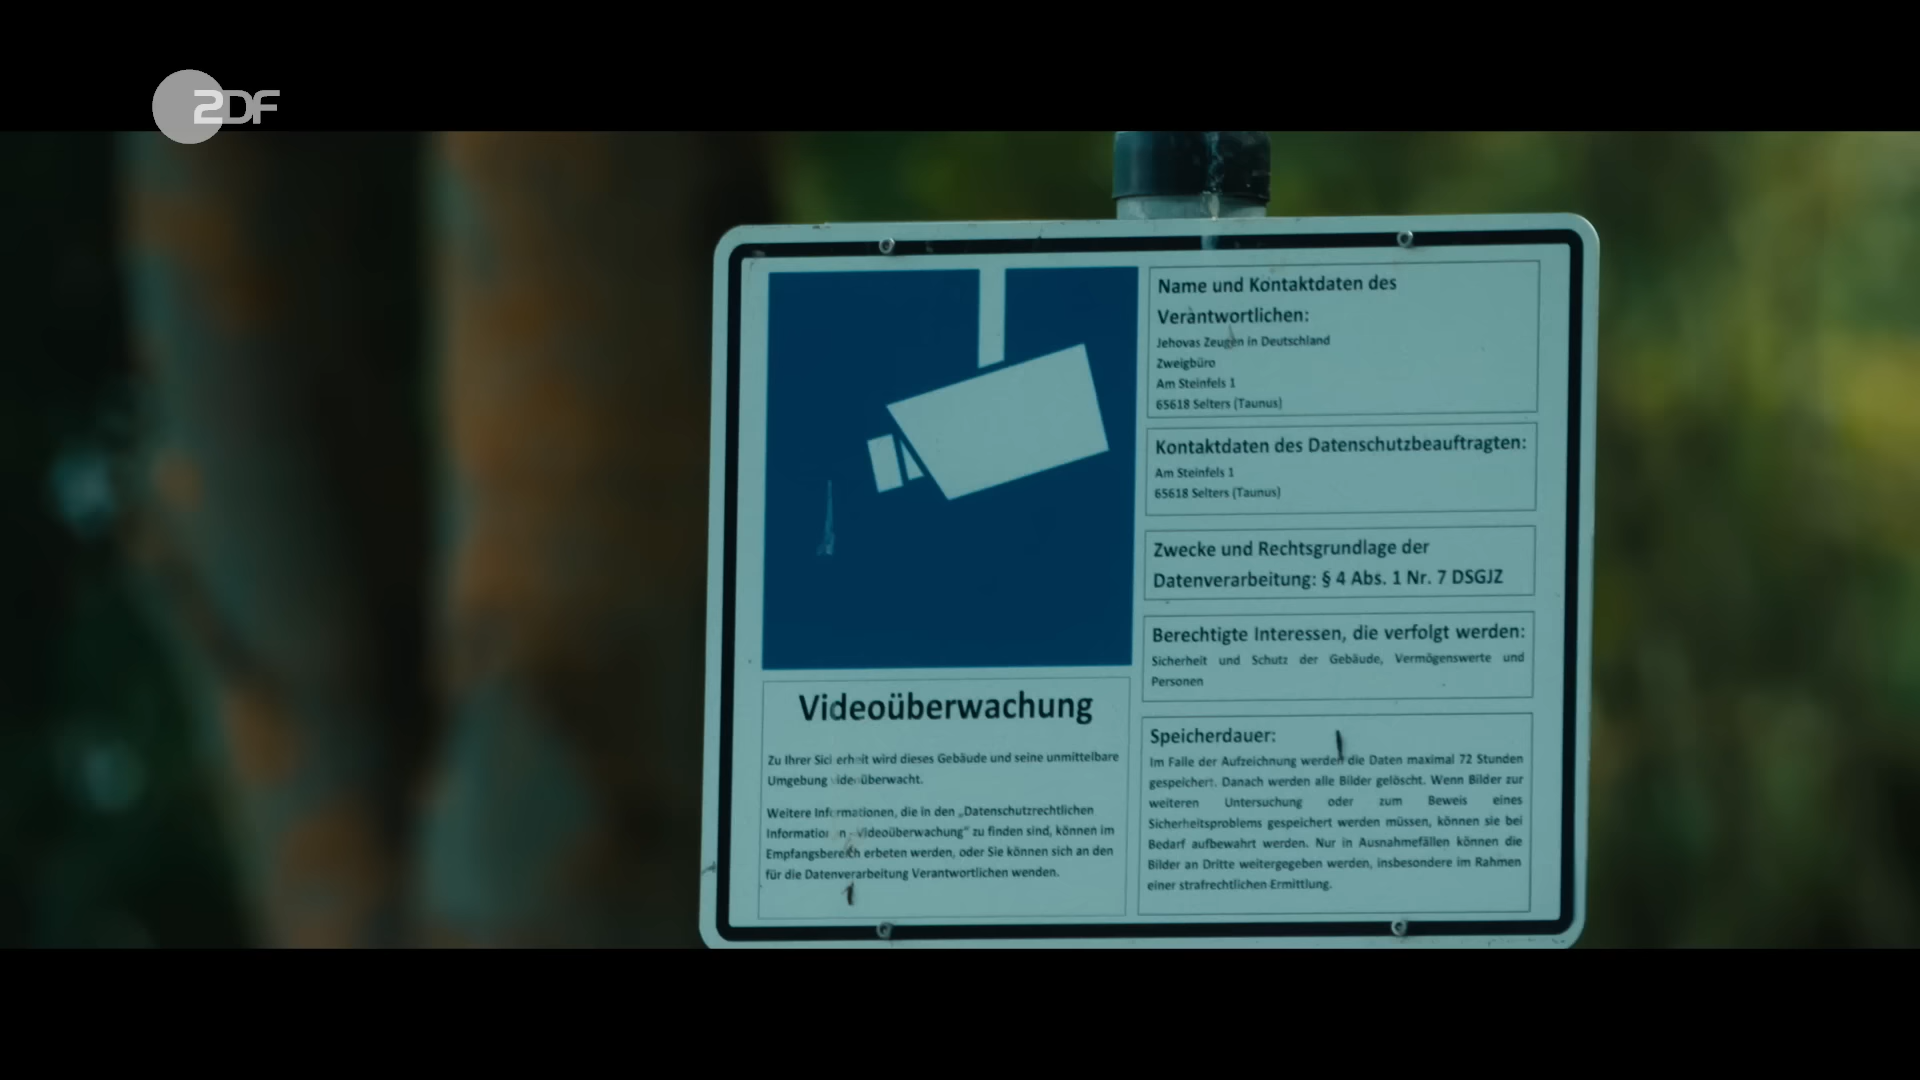 ZDF
Videoüberwachung
Zu Ihrer Sicherheit wird dieses Gebäude und seine unmittelbare
Umgebung videoüberwacht.
Weitere Informationen, die in den „Datenschutzrechtlichen
Informationen - Videoüberwachung“ zu finden sind, können im
Empfangsbereich erbeten werden, oder Sie können sich an den
für die Datenverarbeitung Verantwortlichen wenden.
Name und Kontaktdaten des
Verantwortlichen:
Jehovas Zeugen in Deutschland
Zweigbüro
Am Steinfels 1
65618 Selters (Taunus)
Kontaktdaten des Datenschutzbeauftragten:
Am Steinfels 1
65618 Selters (Taunus)
Zwecke und Rechtsgrundlage der
Datenverarbeitung: § 4 Abs. 1 Nr. 7 DSGJZ
Berechtigte Interessen, die verfolgt werden:
Sicherheit und Schutz der Gebäude, Vermögenswerte und
Personen
Speicherdauer:
Im Falle der Aufzeichnung werden die Daten maximal 72 Stunden
gespeichert. Danach werden alle Bilder gelöscht. Wenn Bilder zur
weiteren Untersuchung oder zum Beweis eines
Sicherheitsproblems gespeichert werden müssen, können sie bei
Bedarf aufbewahrt werden. Nur in Ausnahmefällen können die
Bilder an Dritte weitergegeben werden, insbesondere im Rahmen
einer strafrechtlichen Ermittlung.